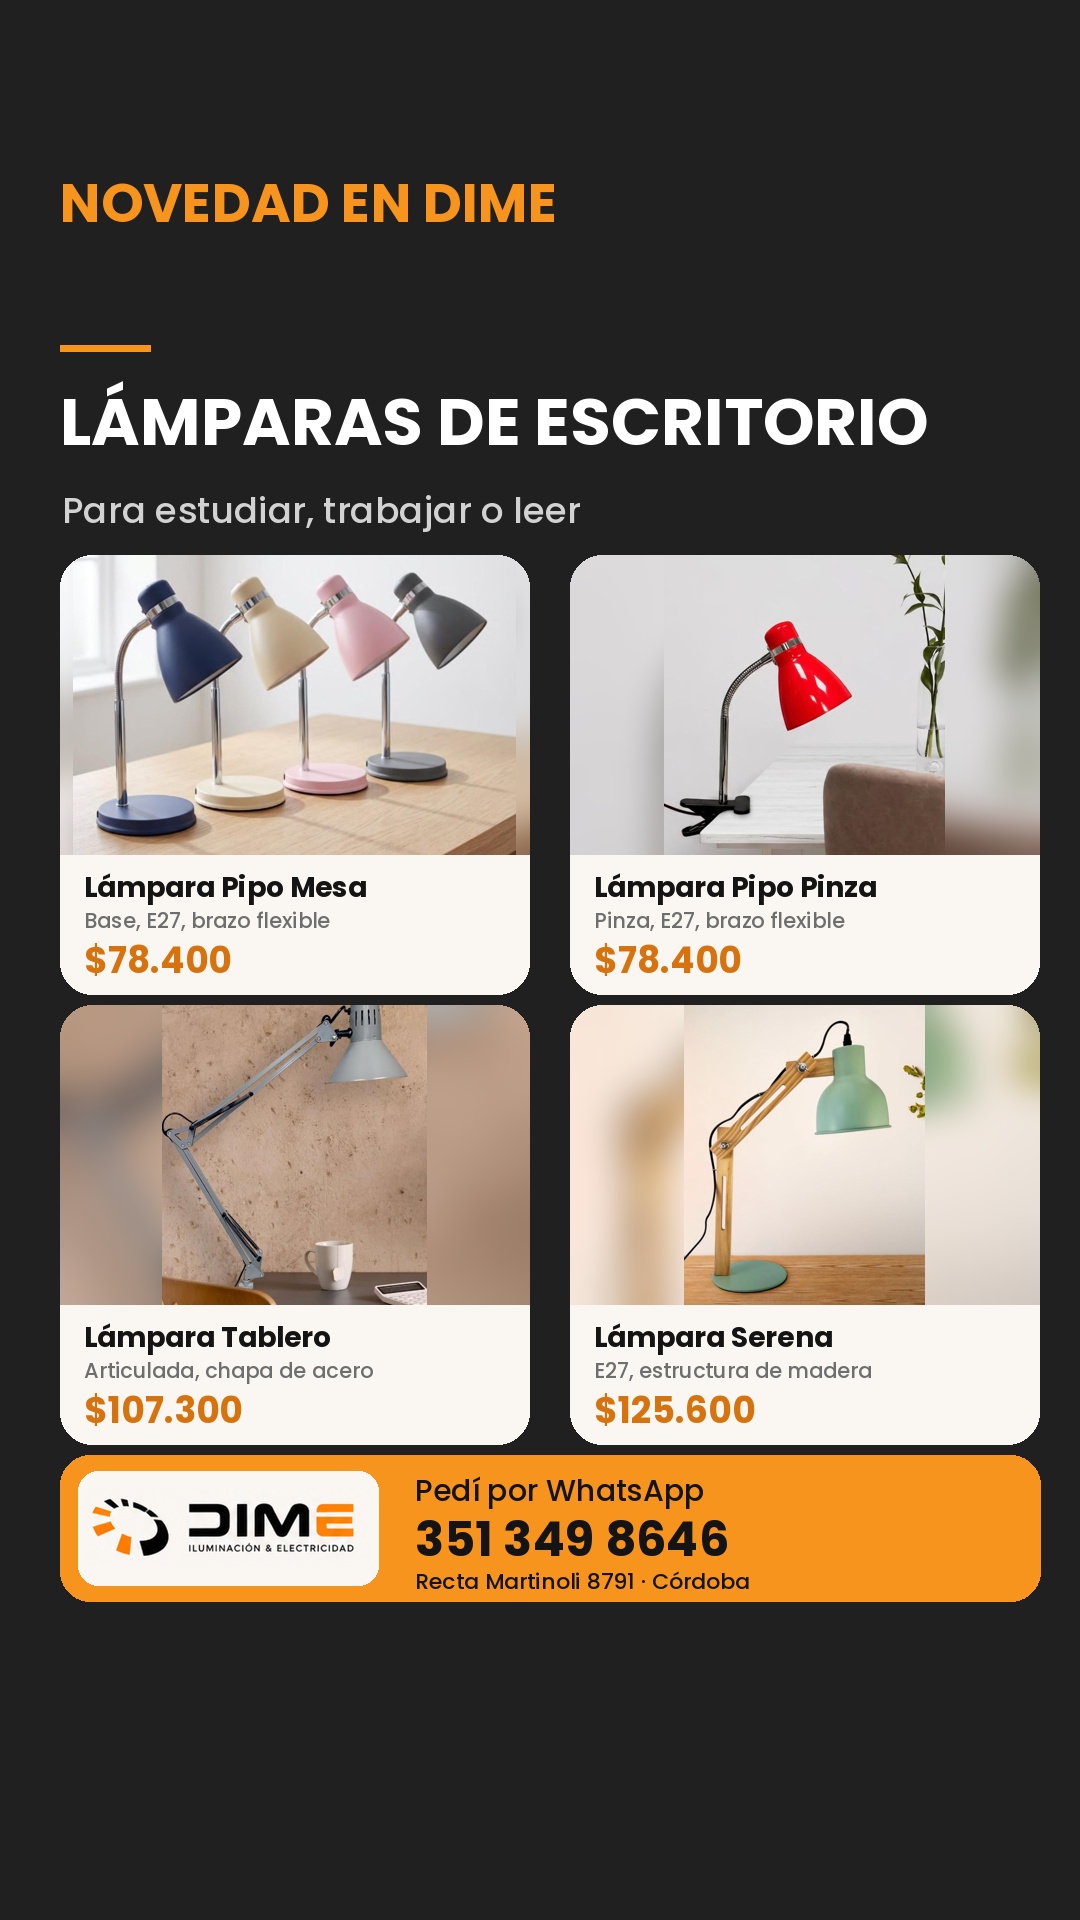 NOVEDAD EN DIME
LÁMPARAS DE ESCRITORIO
Para estudiar, trabajar o leer
Lámpara Pipo Mesa
Base, E27, brazo flexible
$78.400
Lámpara Pipo Pinza
Pinza, E27, brazo flexible
$78.400
Lámpara Tablero
Articulada, chapa de acero
$107.300
Lámpara Serena
E27, estructura de madera
$125.600
DIME
ILUMINACIÓN & ELECTRICIDAD
Pedí por WhatsApp
351 349 8646
Recta Martinoli 8791 · Córdoba